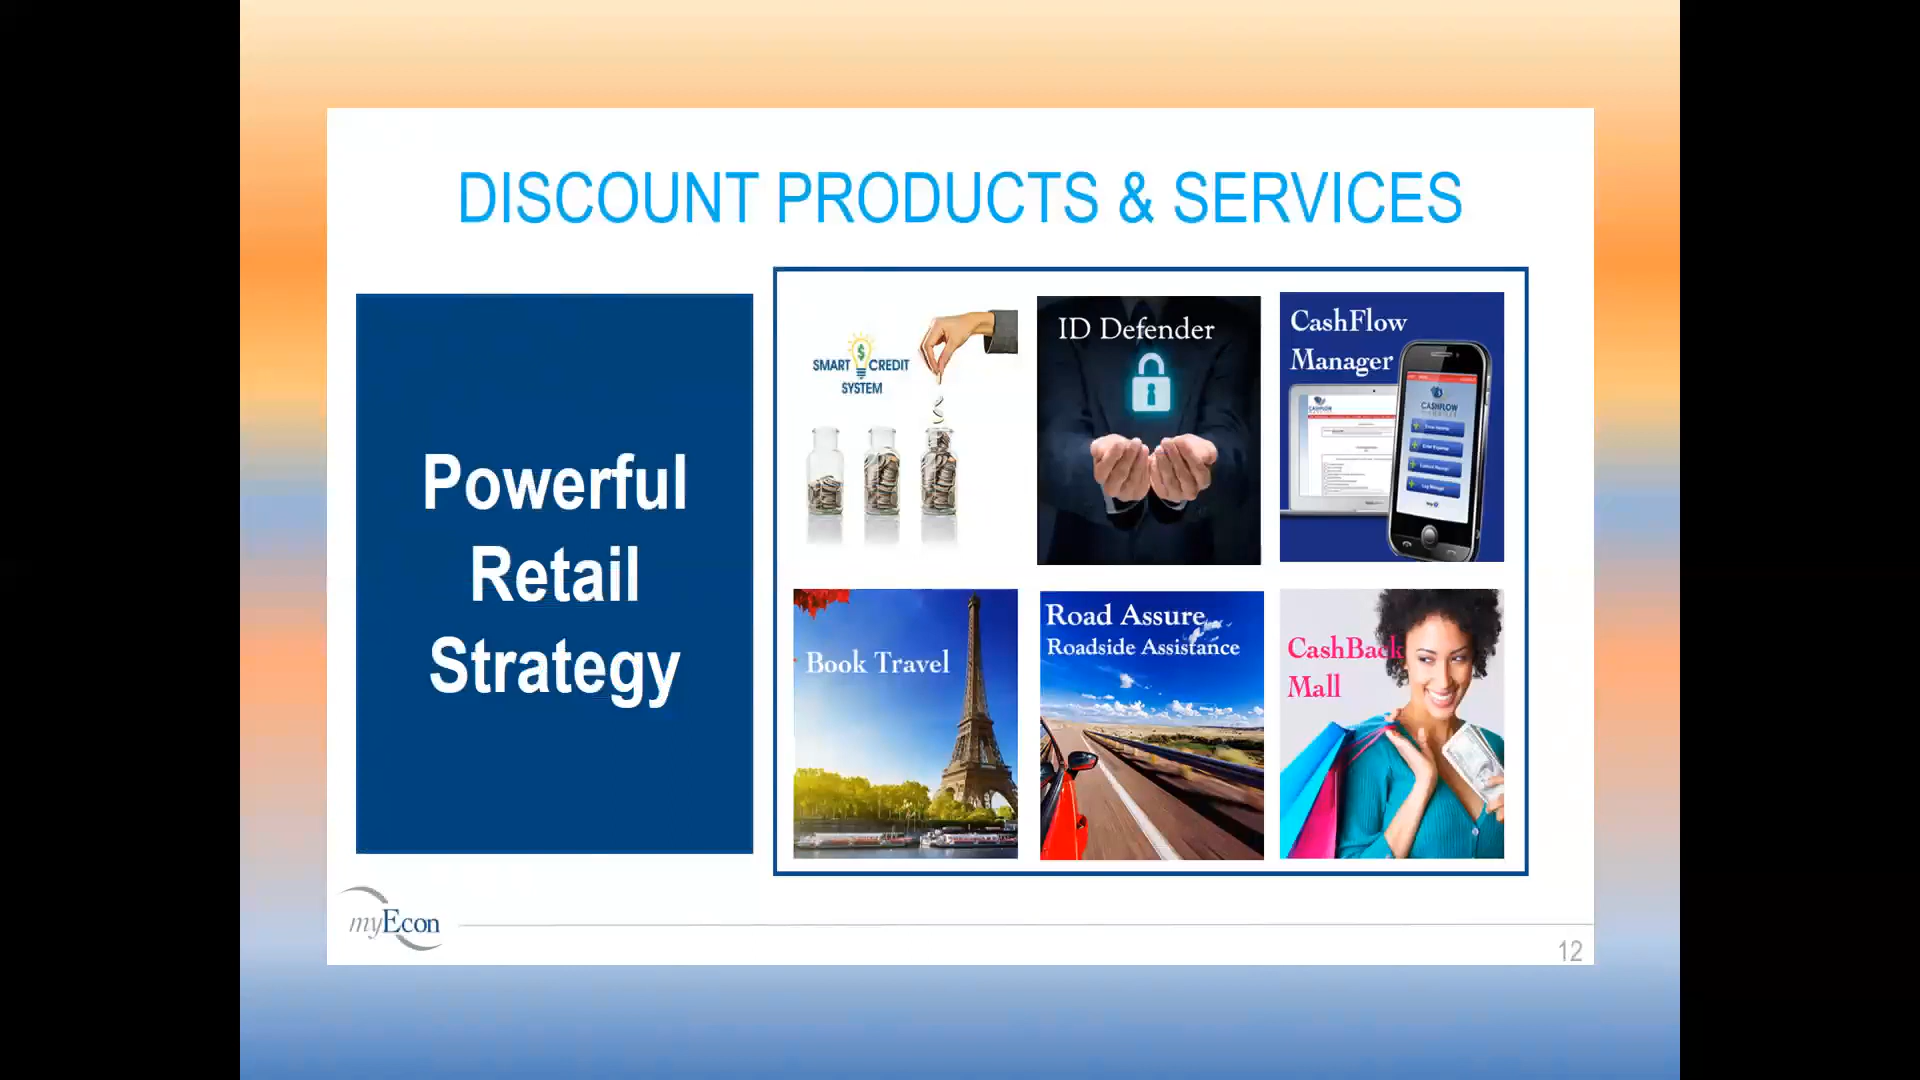 DISCOUNT PRODUCTS & SERVICES
Powerful
Retail
Strategy
SMART CREDIT
SYSTEM
ID Defender
CashFlow
Manager
CASHFLOW
Book Travel
Road Assure
Roadside Assistance
CashBack
Mall
myEcon
12